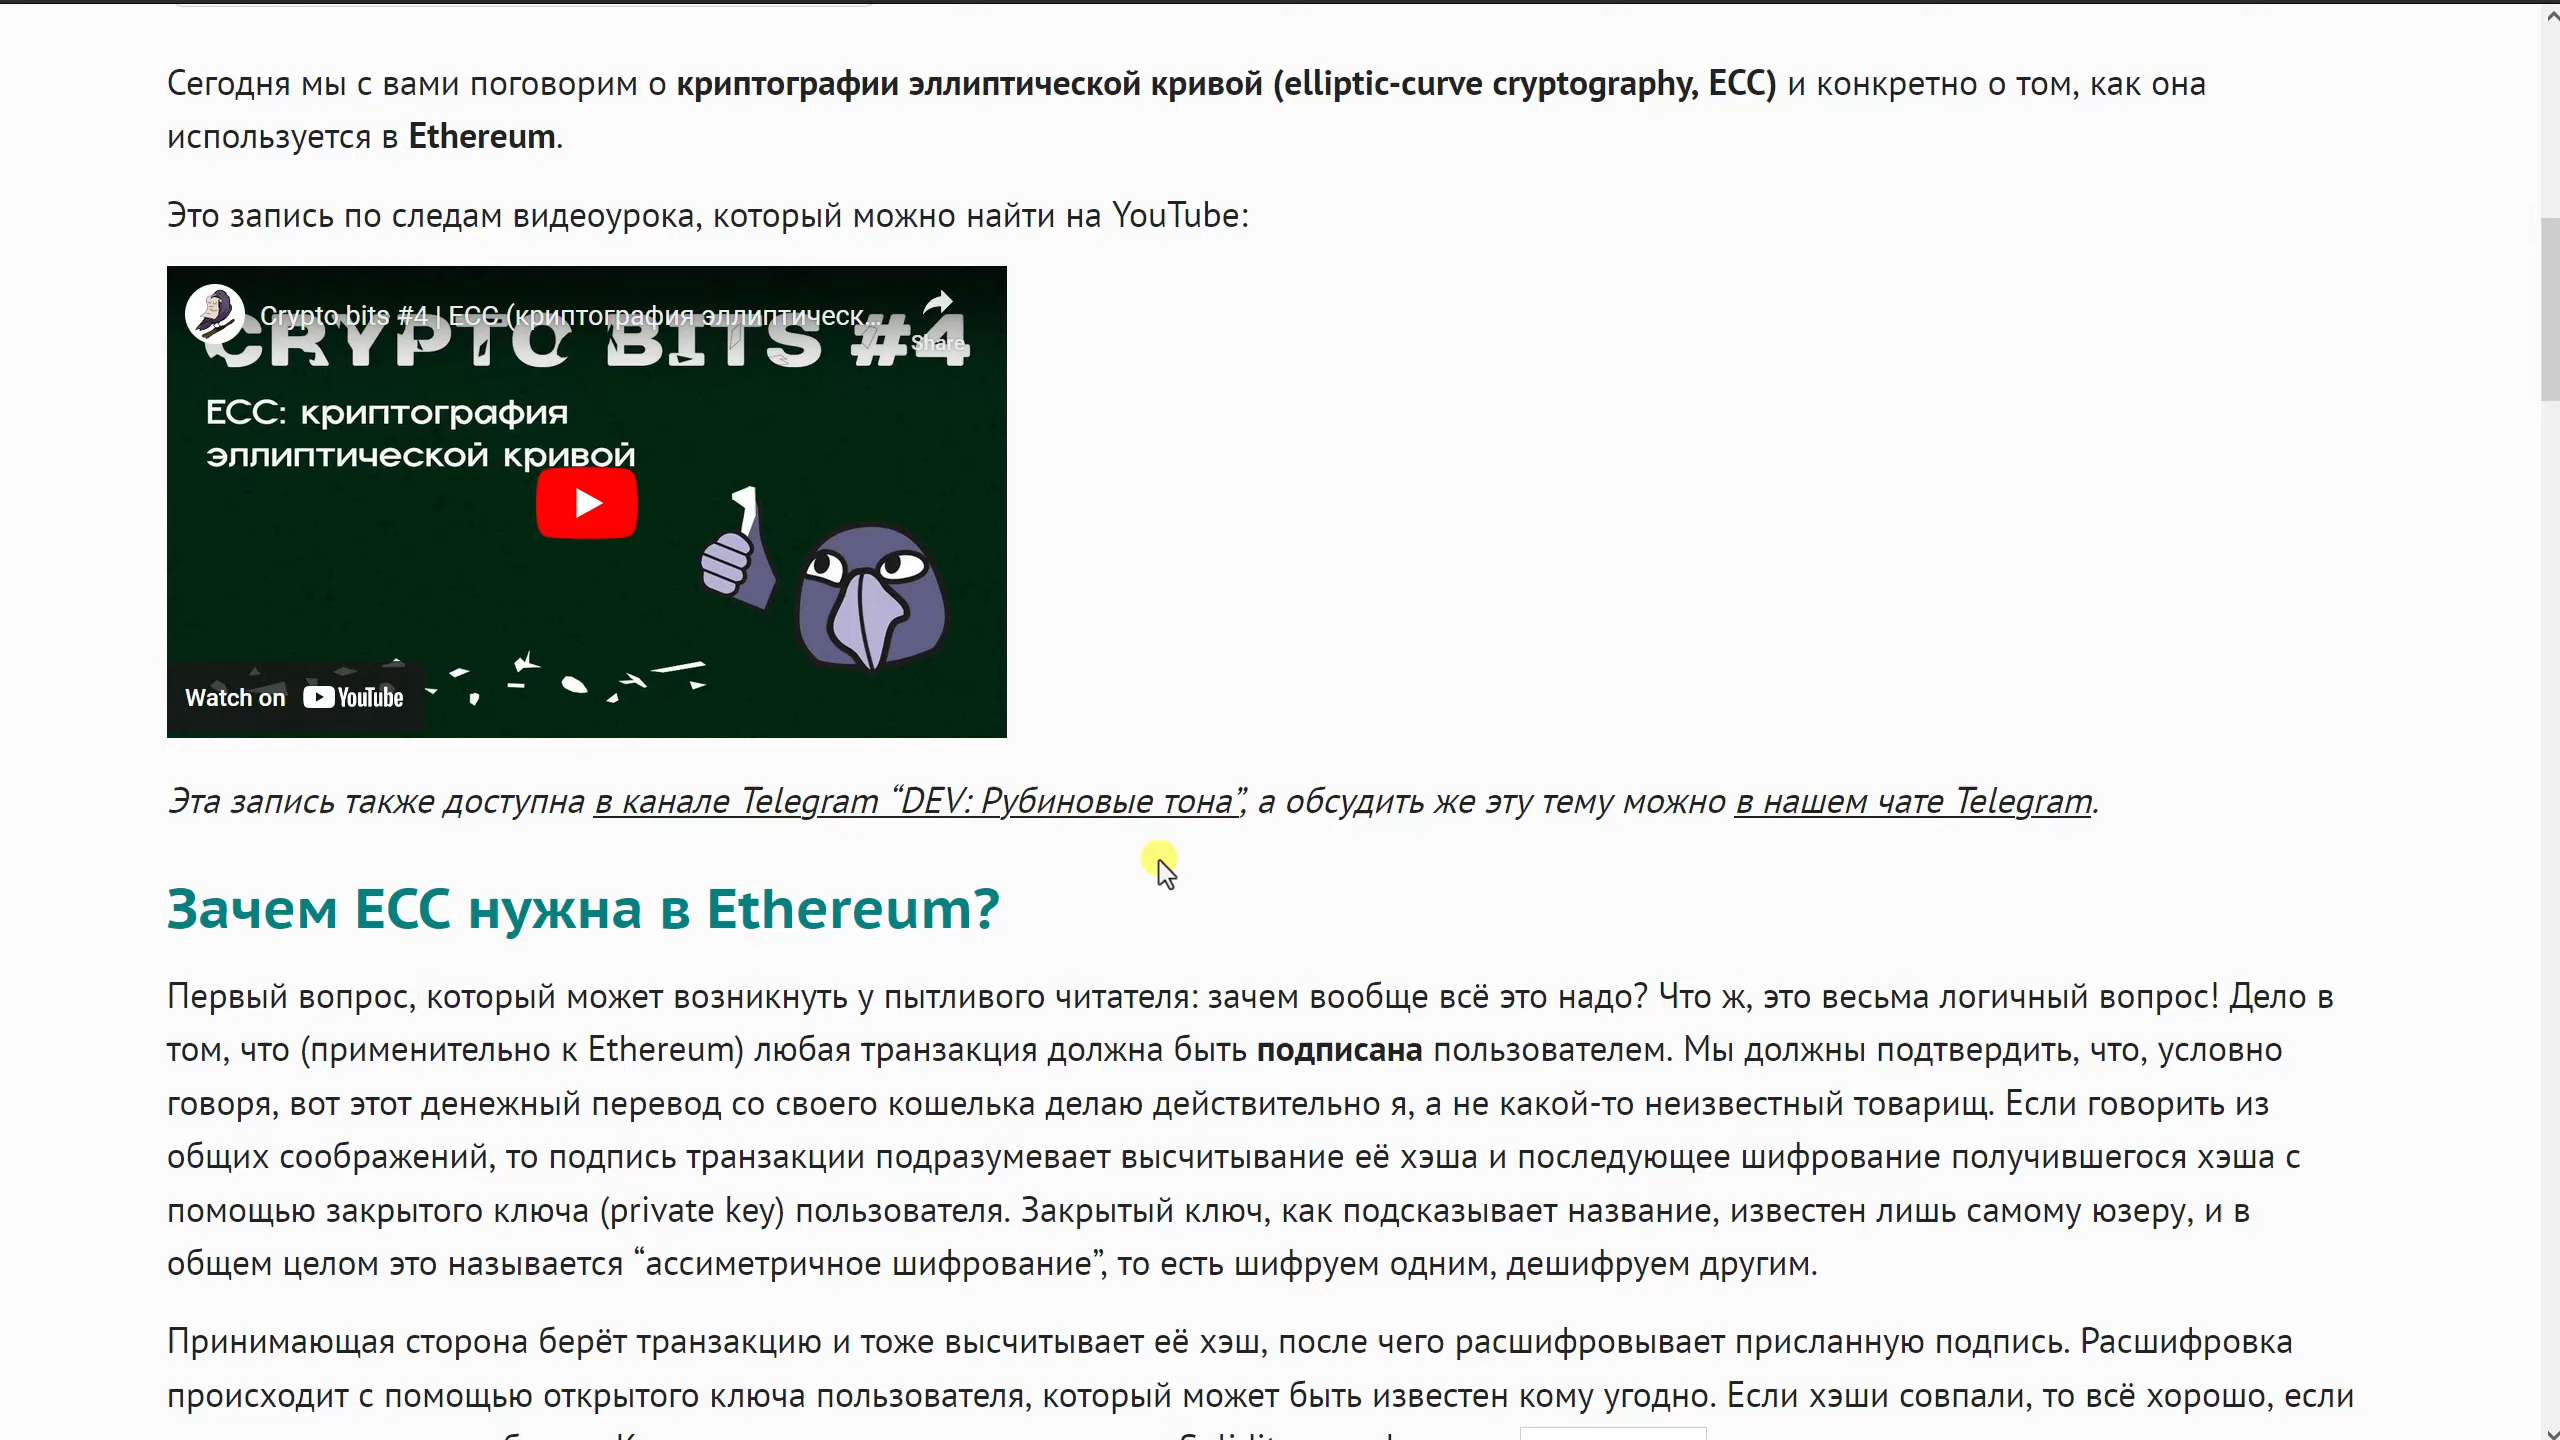 Сегодня мы с вами поговорим о криптографии эллиптической кривой (elliptic-curve cryptography, ECC) и конкретно о том, как она
используется в Ethereum.
Это запись по следам видеоурока, который можно найти на YouTube:
Crypto bits #4 | ECC (криптография эллиптическ...
Share
CRYPTO BITS #4
ECC: криптография
эллиптической кривой
Watch on YouTube
Эта запись также доступна в канале Telegram “DEV: Рубиновые тона”, а обсудить же эту тему можно в нашем чате Telegram.
Зачем ECC нужна в Ethereum?
Первый вопрос, который может возникнуть у пытливого читателя: зачем вообще всё это надо? Что ж, это весьма логичный вопрос! Дело в
том, что (применительно к Ethereum) любая транзакция должна быть подписана пользователем. Мы должны подтвердить, что, условно
говоря, вот этот денежный перевод со своего кошелька делаю действительно я, а не какой-то неизвестный товарищ. Если говорить из
общих соображений, то подпись транзакции подразумевает высчитывание её хэша и последующее шифрование получившегося хэша с
помощью закрытого ключа (private key) пользователя. Закрытый ключ, как подсказывает название, известен лишь самому юзеру, и в
общем целом это называется “ассиметричное шифрование”, то есть шифруем одним, дешифруем другим.
Принимающая сторона берёт транзакцию и тоже высчитывает её хэш, после чего расшифровывает присланную подпись. Расшифровка
происходит с помощью открытого ключа пользователя, который может быть известен кому угодно. Если хэши совпали, то всё хорошо, если